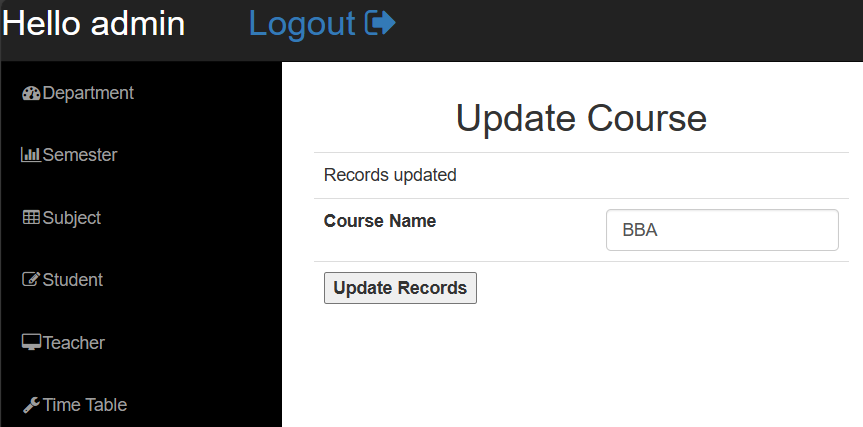 Hello admin Logout
Department
Semester
Subject
Student
Teacher
Time Table
Update Course
Records updated
Course Name BBA
Update Records